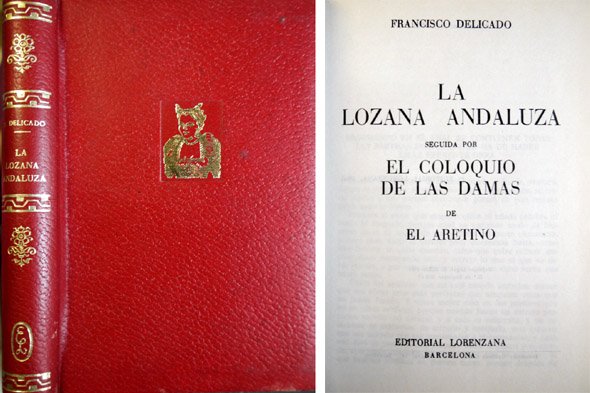 DELICADO
LA
LOZANA
ANDALUZA
FRANCISCO DELICADO
LA
LOZANA ANDALUZA
SEGUIDA POR
EL COLOQUIO
DE LAS DAMAS
DE
EL ARETINO
EDITORIAL LORENZANA
BARCELONA